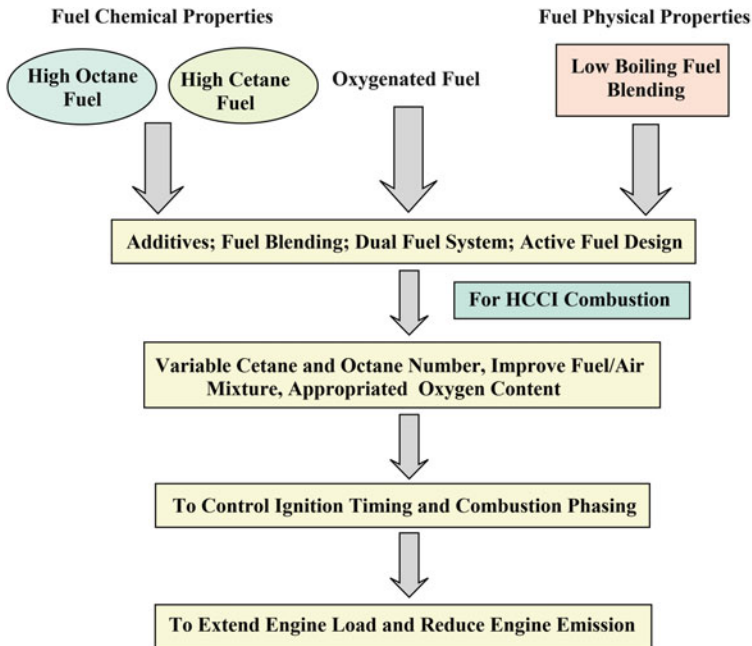 Fuel Chemical Properties
Fuel Physical Properties
High Octane
Fuel
High Cetane
Fuel
Oxygenated Fuel
Low Boiling Fuel
Blending
Additives; Fuel Blending; Dual Fuel System; Active Fuel Design
For HCCI Combustion
Variable Cetane and Octane Number, Improve Fuel/Air
Mixture, Appropriated Oxygen Content
To Control Ignition Timing and Combustion Phasing
To Extend Engine Load and Reduce Engine Emission